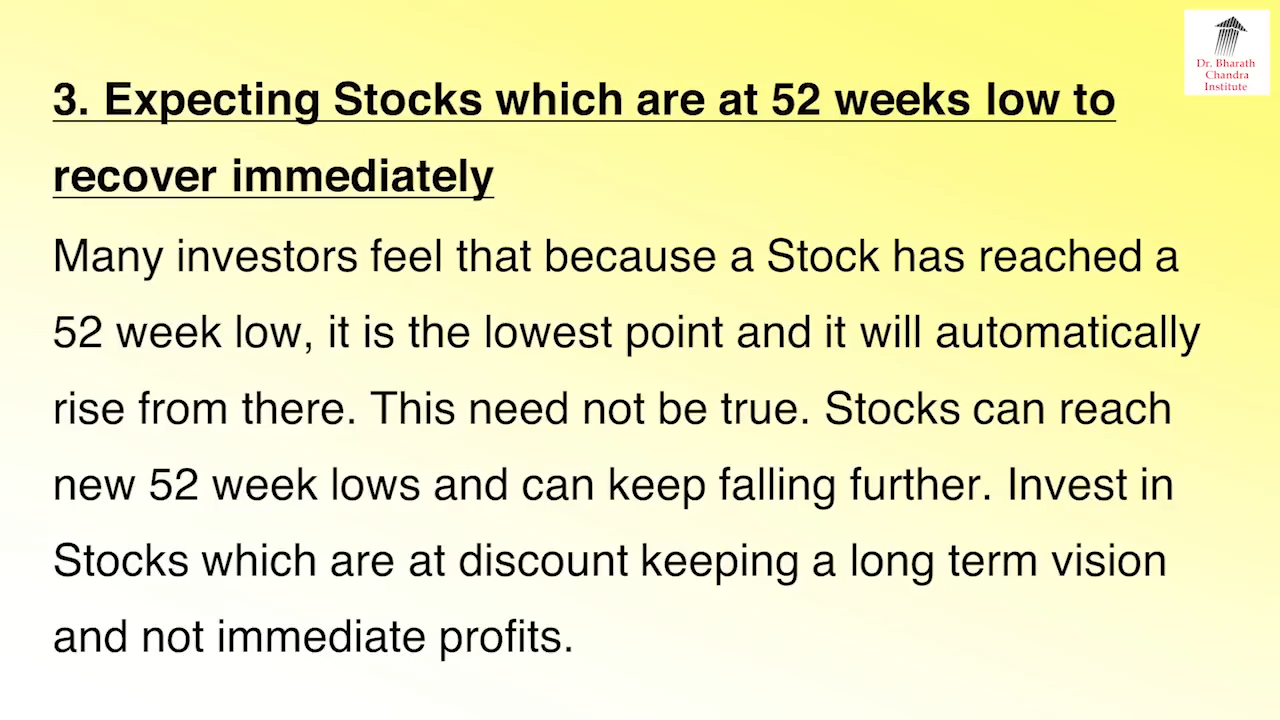 Dr. Bharath
Chandra
Institute
3. Expecting Stocks which are at 52 weeks low to
recover immediately
Many investors feel that because a Stock has reached a
52 week low, it is the lowest point and it will automatically
rise from there. This need not be true. Stocks can reach
new 52 week lows and can keep falling further. Invest in
Stocks which are at discount keeping a long term vision
and not immediate profits.